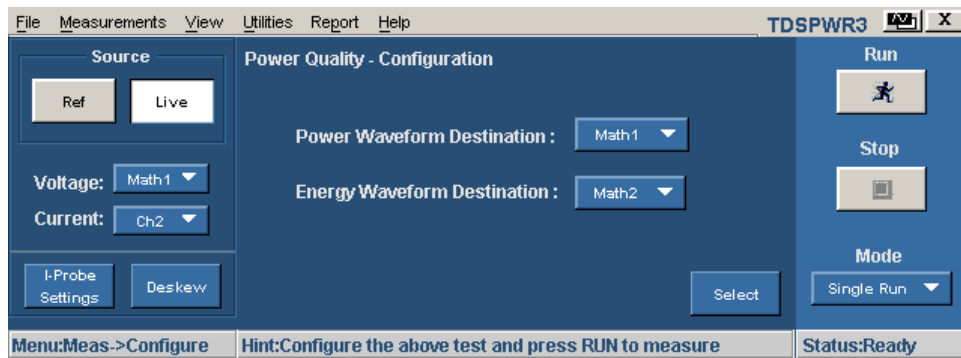 File Measurements View Utilities Report Help TDSPWR3 X
Source
Ref Live
Voltage: Math1
Current: Ch2
I-Probe Settings
Deskew
Power Quality - Configuration
Power Waveform Destination : Math1
Energy Waveform Destination : Math2
Select
Run
Stop
Mode
Single Run
Menu:Meas->Configure Hint:Configure the above test and press RUN to measure Status:Ready